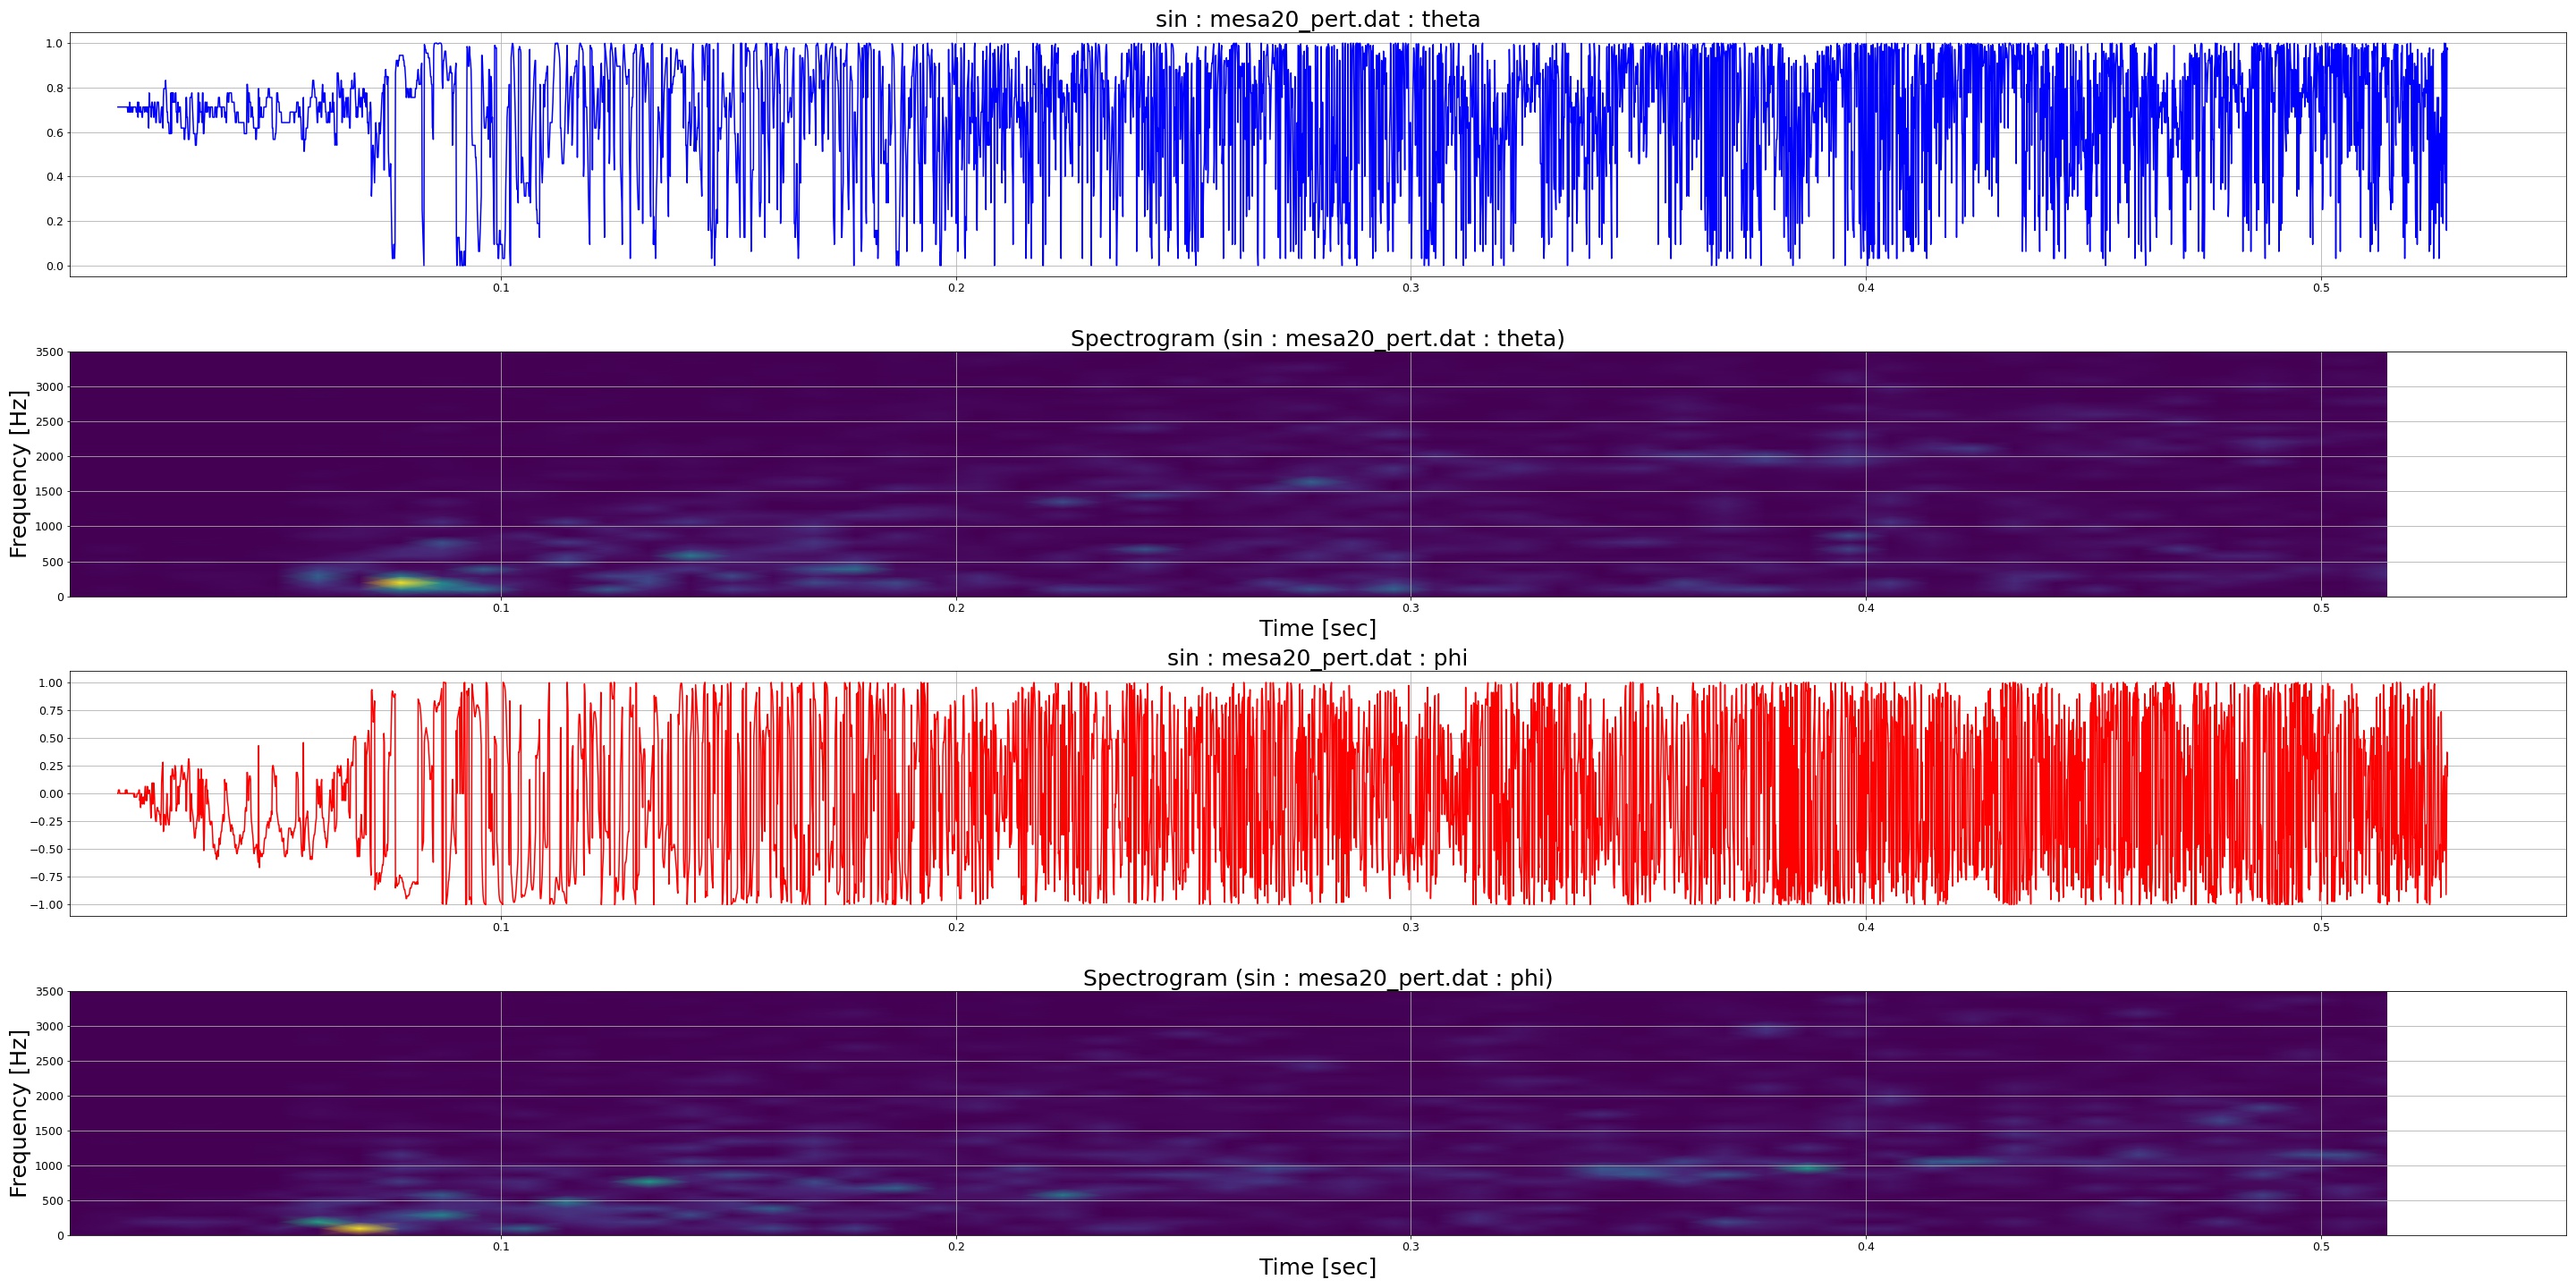 sin : mesa20_pert.dat : theta
1.0
0.8
0.6
0.4
0.2
0.0
0.1 0.2 0.3 0.4 0.5
Spectrogram (sin : mesa20_pert.dat : theta)
Frequency [Hz]
3500
3000
2500
2000
1500
1000
500
0
0.1 0.2 0.3 0.4 0.5
Time [sec]
sin : mesa20_pert.dat : phi
1.00
0.75
0.50
0.25
0.00
−0.25
−0.50
−0.75
−1.00
0.1 0.2 0.3 0.4 0.5
Spectrogram (sin : mesa20_pert.dat : phi)
Frequency [Hz]
3500
3000
2500
2000
1500
1000
500
0
0.1 0.2 0.3 0.4 0.5
Time [sec]